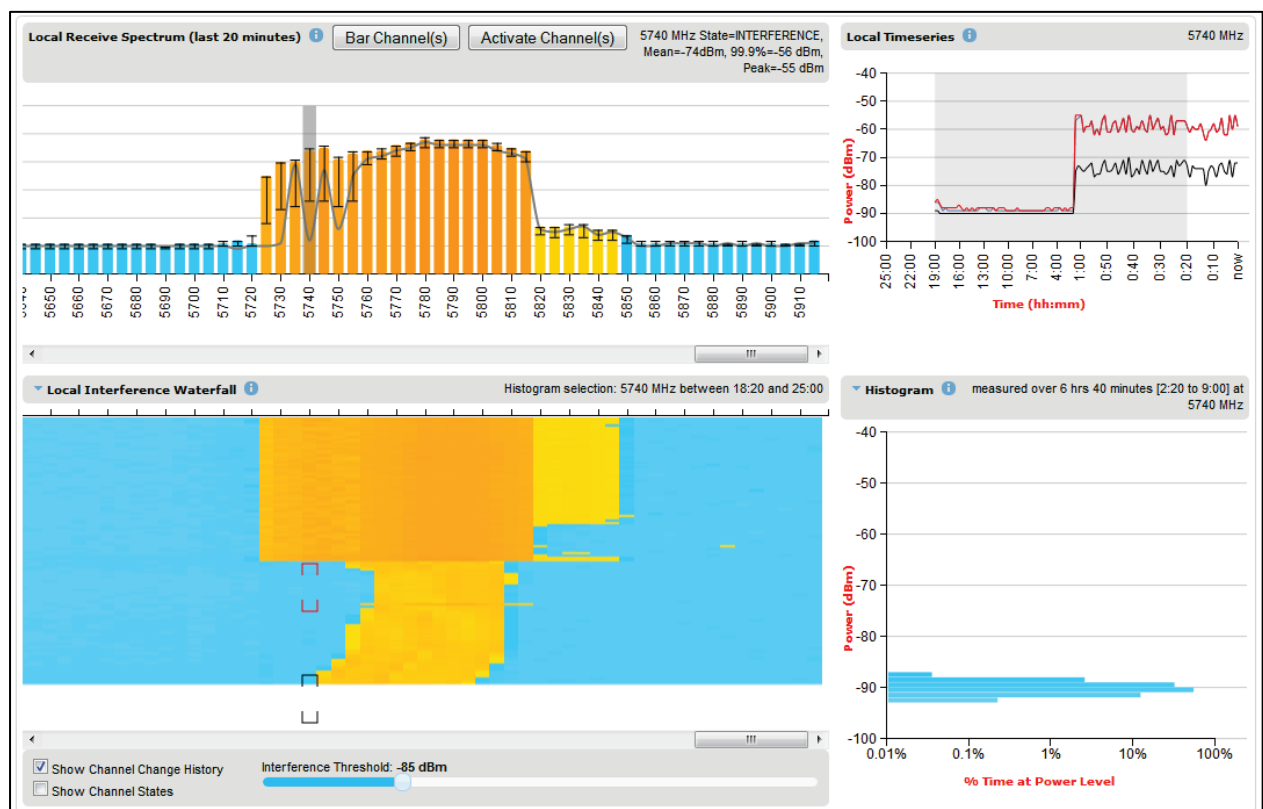 Local Receive Spectrum (last 20 minutes)
Bar Channel(s)
Activate Channel(s)
5740 MHz State=INTERFERENCE,
Mean=-74dBm, 99.9%=-56 dBm,
Peak=-55 dBm
5650
5660
5670
5680
5690
5700
5710
5720
5730
5740
5750
5760
5770
5780
5790
5800
5810
5820
5830
5840
5850
5860
5870
5880
5890
5900
5910
Local Timeseries
5740 MHz
Power (dBm)
-40
-50
-60
-70
-80
-90
-100
25:00
22:00
19:00
16:00
13:00
10:00
7:00
4:00
1:00
0:50
0:40
0:30
0:20
0:10
now
Time (hh:mm)
Local Interference Waterfall
Histogram selection: 5740 MHz between 18:20 and 25:00
Show Channel Change History
Show Channel States
Interference Threshold: -85 dBm
Histogram
measured over 6 hrs 40 minutes [2:20 to 9:00] at
5740 MHz
Power (dBm)
-40
-50
-60
-70
-80
-90
-100
0.01%
0.1%
1%
10%
100%
% Time at Power Level